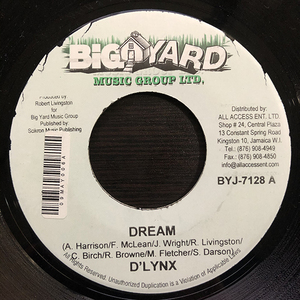 BIG YARD
MUSIC GROUP LTD.
Produced by
Robert Livingston
for
Big Yard Music Group
Published by
Sokroe Music Publishing
Distributed by:
ALL ACCESS ENT. LTD
Shop # 24, Central Plaza
13 Constant Spring Road
Kingston 10, Jamaica W.I.
Tel: (876) 908-4949
Fax: (876) 908-4850
info@allaccessent.com
BYJ-7128 A
DREAM
(A. Harrison/F. McLean/J. Wright/R. Livingston/
C. Birch/R. Browne/M. Fletcher/S. Darson)
D'LYNX
All Rights Reserved. Unauthorized Duplication is a Violation of Applicable Laws